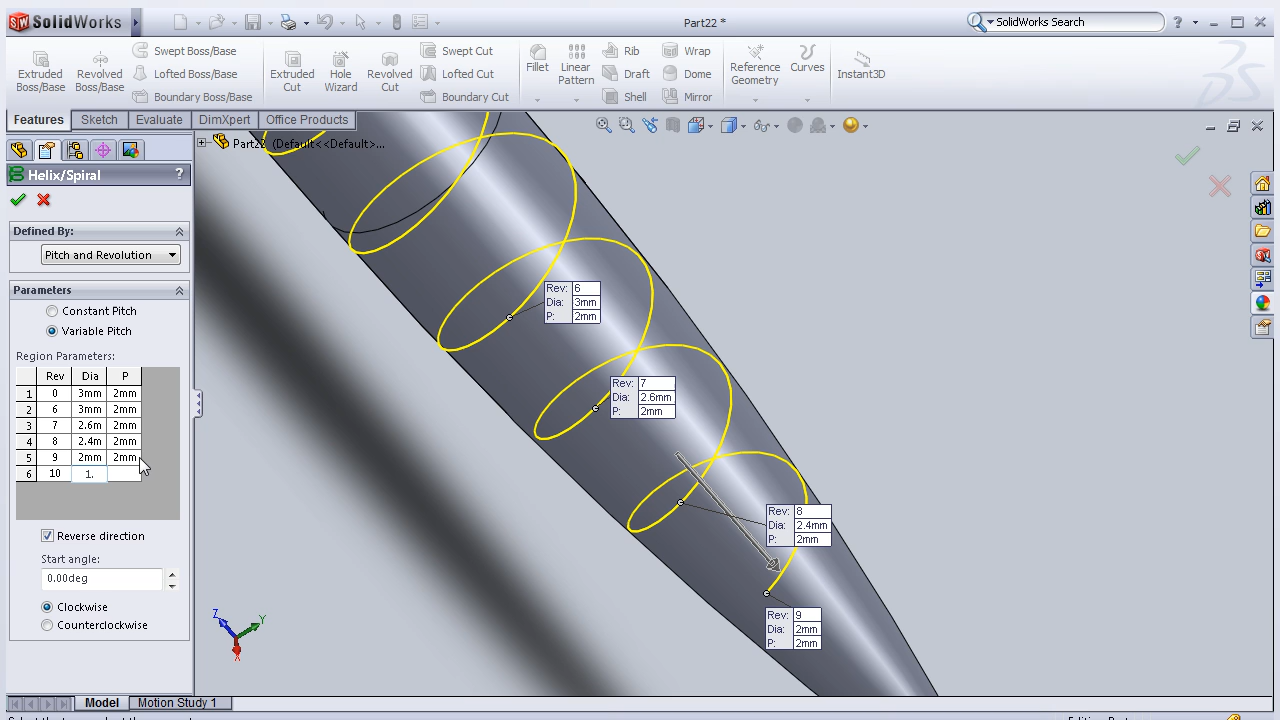 SolidWorks
Part22 *
SolidWorks Search
Extruded Boss/Base
Revolved Boss/Base
Swept Boss/Base
Lofted Boss/Base
Boundary Boss/Base
Extruded Cut
Hole Wizard
Revolved Cut
Swept Cut
Lofted Cut
Boundary Cut
Fillet
Linear Pattern
Rib
Draft
Shell
Wrap
Dome
Mirror
Reference Geometry
Curves
Instant3D
Features
Sketch
Evaluate
DimXpert
Office Products
Part22 (Default<<Default>...
Helix/Spiral
?
Defined By:
Pitch and Revolution
Parameters
Constant Pitch
Variable Pitch
Region Parameters:
Rev Dia P
1 0 3mm 2mm
2 6 3mm 2mm
3 7 2.6mm 2mm
4 8 2.4mm 2mm
5 9 2mm 2mm
6 10 1.
Reverse direction
Start angle:
0.00deg
Clockwise
Counterclockwise
Rev: 6
Dia: 3mm
P: 2mm
Rev: 7
Dia: 2.6mm
P: 2mm
Rev: 8
Dia: 2.4mm
P: 2mm
Rev: 9
Dia: 2mm
P: 2mm
Z
Y
X
Model
Motion Study 1